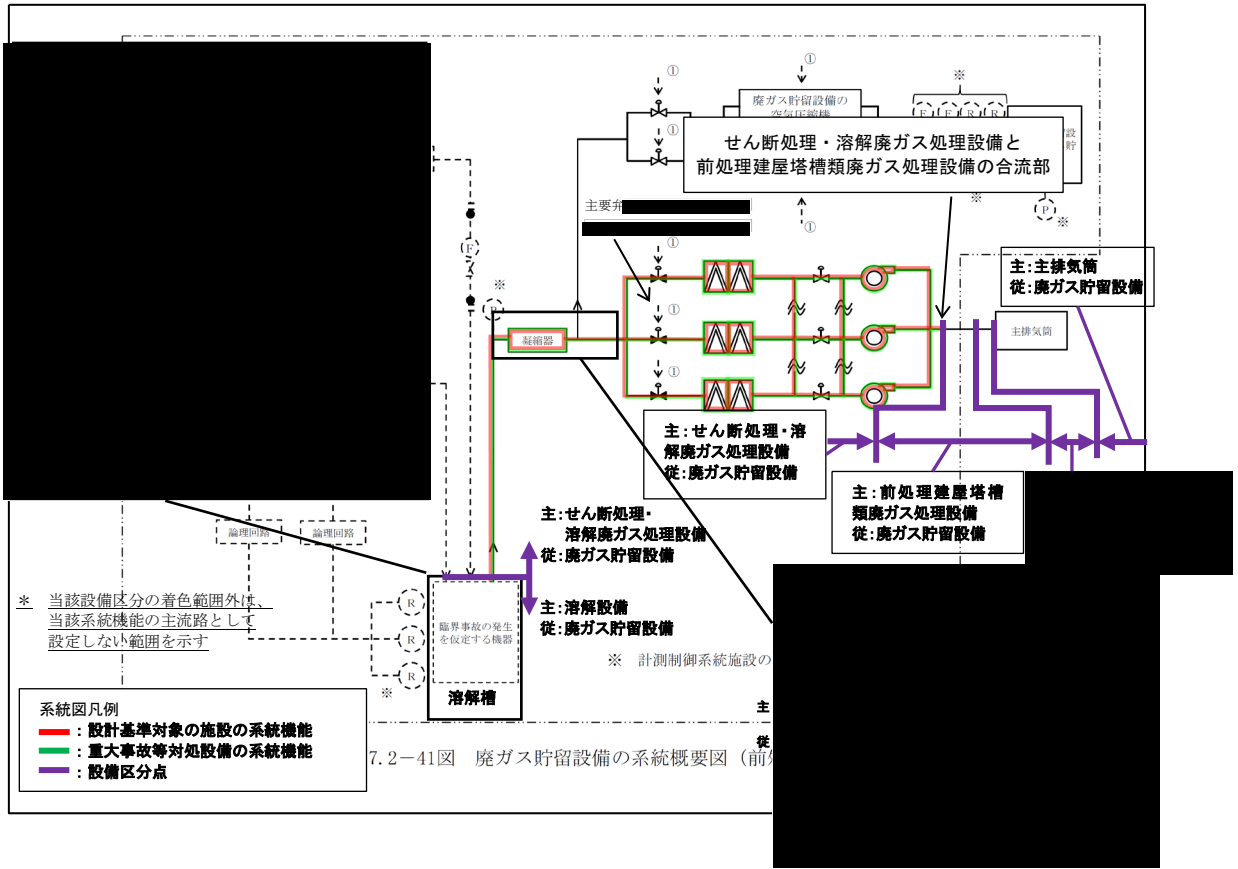 ①
①
※
廃ガス貯留設備の
空気圧縮機
F F R R
設
貯
①
せん断処理・溶解廃ガス処理設備と
前処理建屋塔槽類廃ガス処理設備の合流部
※
P
※
主要弁
①
①
F
主:主排気筒
従:廃ガス貯留設備
※
①
主排気筒
凝縮器
①
主:せん断処理・溶
解廃ガス処理設備
従:廃ガス貯留設備
主:前処理建屋塔槽
類廃ガス処理設備
従:廃ガス貯留設備
論理回路
論理回路
主:せん断処理・
溶解廃ガス処理設備
従:廃ガス貯留設備
* 当該設備区分の着色範囲外は、
当該系統機能の主流路として
設定しない範囲を示す
R
R
R
※
臨界事故の発生
を仮定する機器
溶解槽
主:溶解設備
従:廃ガス貯留設備
※ 計測制御系統施設の
主
従
系統図凡例
:設計基準対象の施設の系統機能
:重大事故等対処設備の系統機能
:設備区分点
7.2-41図 廃ガス貯留設備の系統概要図(前